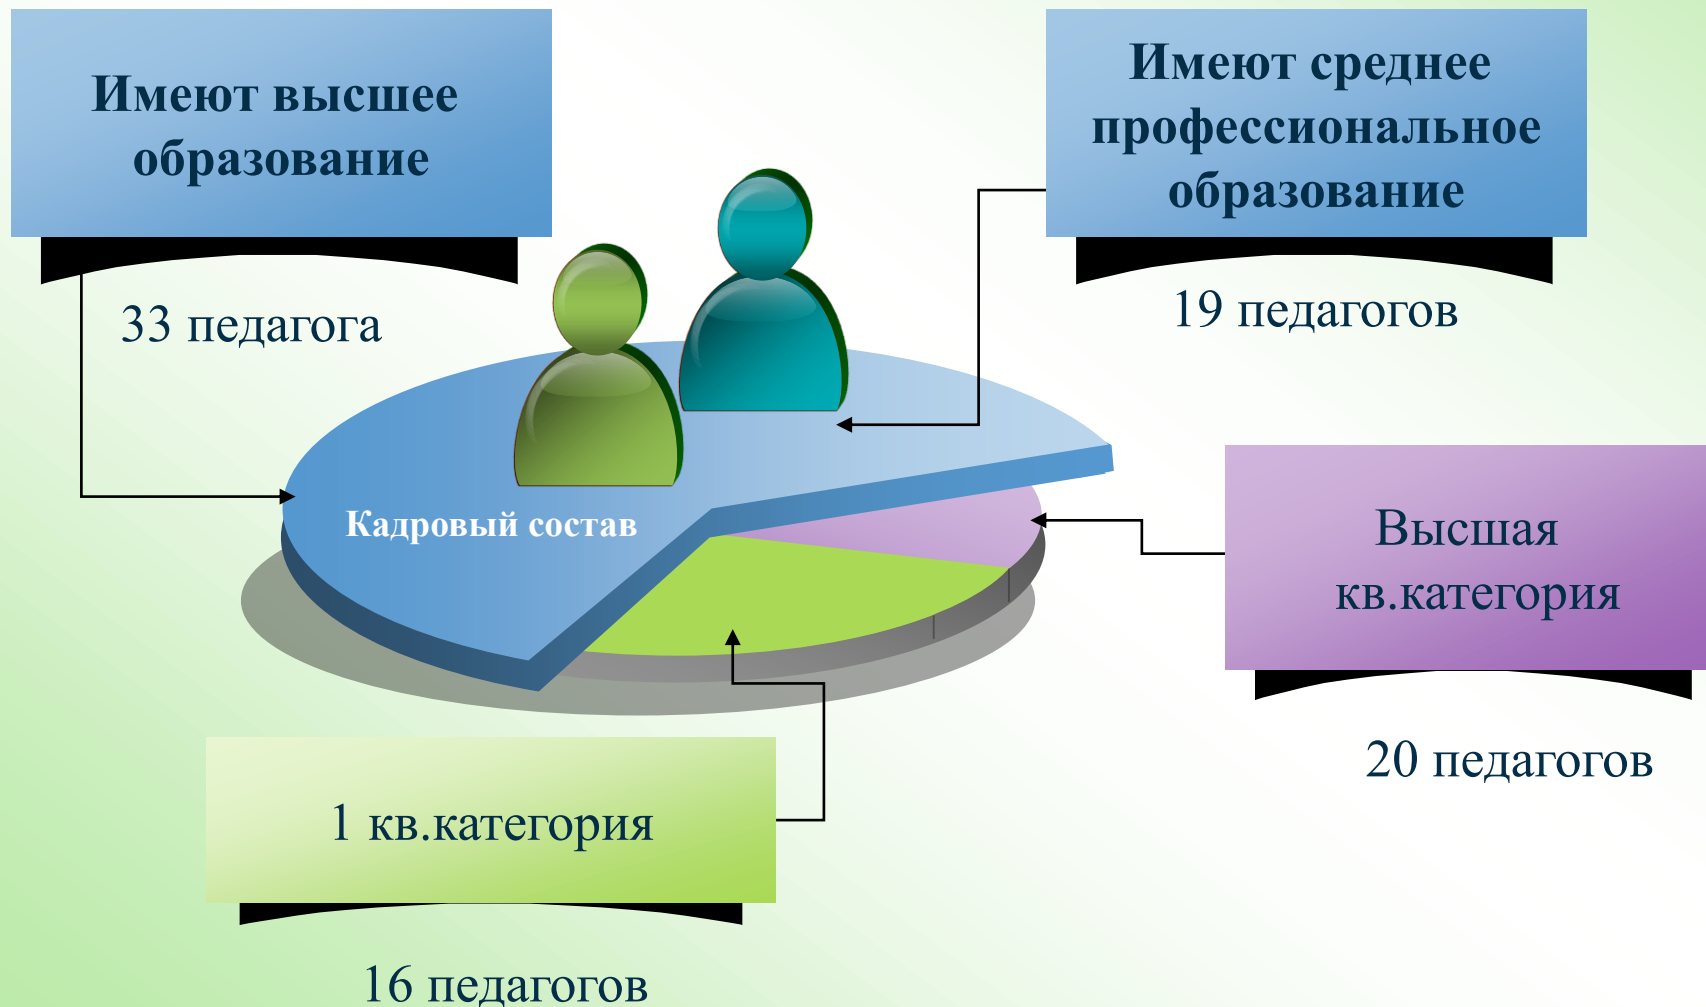 Имеют высшее
образование
33 педагога
Имеют среднее
профессиональное
образование
19 педагогов
Кадровый состав
Высшая
кв.категория
20 педагогов
1 кв.категория
16 педагогов